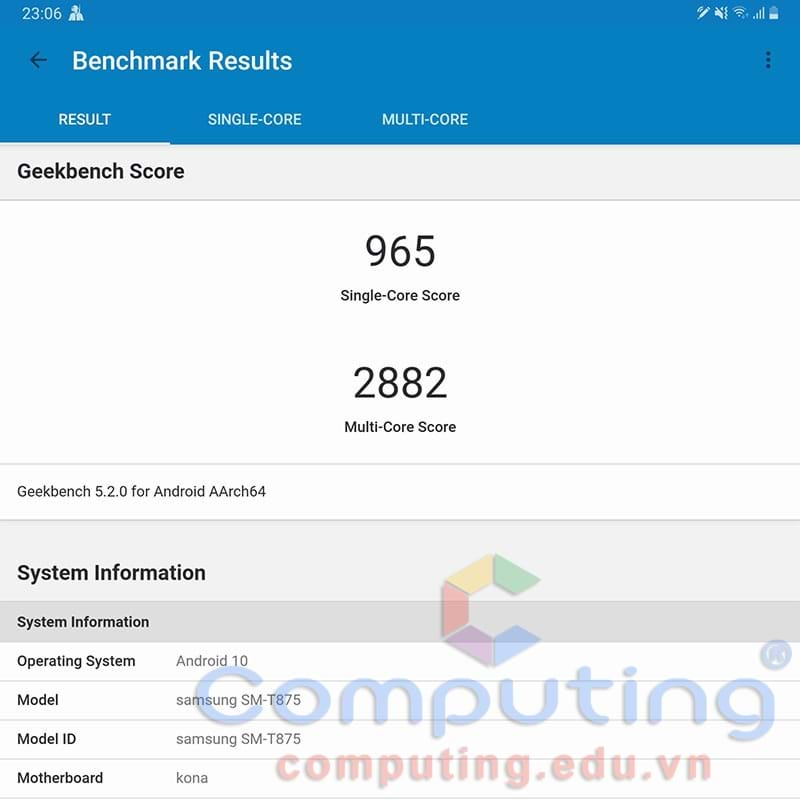 23:06
Benchmark Results
RESULT SINGLE-CORE MULTI-CORE
Geekbench Score
965
Single-Core Score
2882
Multi-Core Score
Geekbench 5.2.0 for Android AArch64
System Information
System Information
Operating System Android 10
Model samsung SM-T875
Model ID samsung SM-T875
Motherboard kona
Computing ®
computing.edu.vn